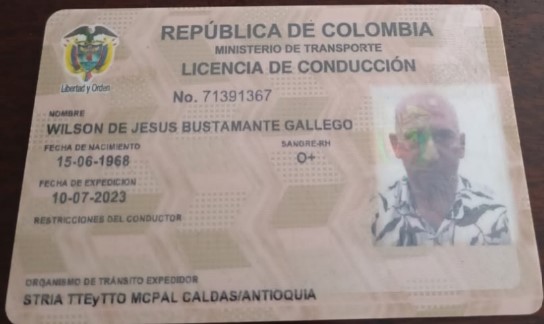 REPÚBLICA DE COLOMBIA
MINISTERIO DE TRANSPORTE
LICENCIA DE CONDUCCIÓN
Libertad y Orden
No. 71391367
NOMBRE
WILSON DE JESUS BUSTAMANTE GALLEGO
FECHA DE NACIMIENTO
SANGRE-RH
15-06-1968
O+
FECHA DE EXPEDICIÓN
10-07-2023
RESTRICCIONES DEL CONDUCTOR
ORGANISMO DE TRÁNSITO EXPEDIDOR
STRIA TTEyTTO MCPAL CALDAS/ANTIOQUIA